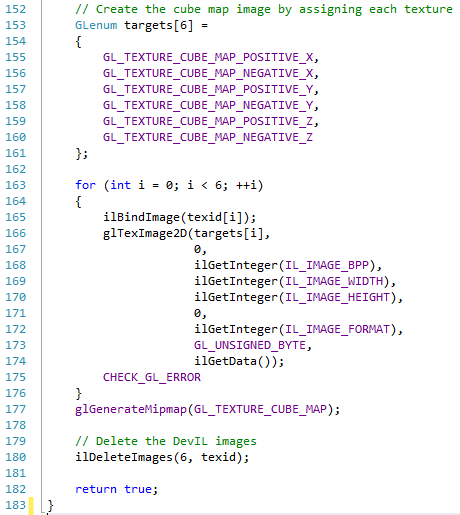 152 // Create the cube map image by assigning each texture
153 GLenum targets[6] =
154 {
155 GL_TEXTURE_CUBE_MAP_POSITIVE_X,
156 GL_TEXTURE_CUBE_MAP_NEGATIVE_X,
157 GL_TEXTURE_CUBE_MAP_POSITIVE_Y,
158 GL_TEXTURE_CUBE_MAP_NEGATIVE_Y,
159 GL_TEXTURE_CUBE_MAP_POSITIVE_Z,
160 GL_TEXTURE_CUBE_MAP_NEGATIVE_Z
161 };
162
163 for (int i = 0; i < 6; ++i)
164 {
165 ilBindImage(texid[i]);
166 glTexImage2D(targets[i],
167 0,
168 ilGetInteger(IL_IMAGE_BPP),
169 ilGetInteger(IL_IMAGE_WIDTH),
170 ilGetInteger(IL_IMAGE_HEIGHT),
171 0,
172 ilGetInteger(IL_IMAGE_FORMAT),
173 GL_UNSIGNED_BYTE,
174 ilGetData());
175 CHECK_GL_ERROR
176 }
177 glGenerateMipmap(GL_TEXTURE_CUBE_MAP);
178
179 // Delete the DevIL images
180 ilDeleteImages(6, texid);
181
182 return true;
183 }